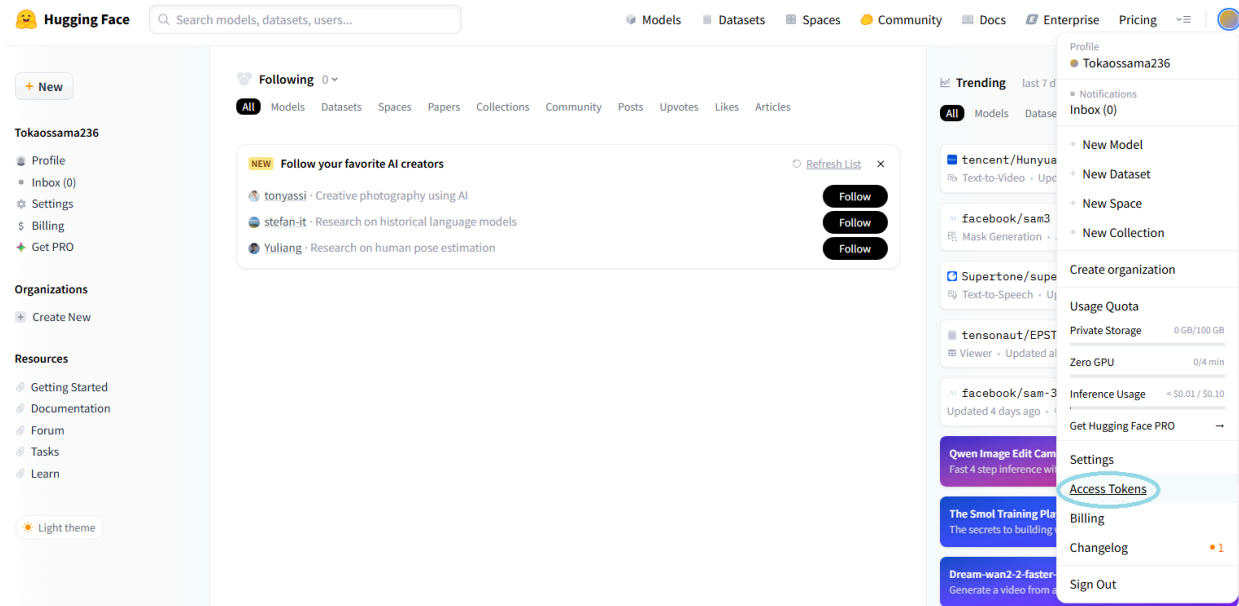 Hugging Face
Search models, datasets, users...
Models
Datasets
Spaces
Community
Docs
Enterprise
Pricing
New
Tokaossama236
Profile
Inbox (0)
Settings
Billing
Get PRO
Organizations
Create New
Resources
Getting Started
Documentation
Forum
Tasks
Learn
Light theme
Following 0
All Models Datasets Spaces Papers Collections Community Posts Upvotes Likes Articles
NEW Follow your favorite AI creators
Refresh List
tonyassi · Creative photography using AI
Follow
stefan-it · Research on historical language models
Follow
Yuliang · Research on human pose estimation
Follow
Trending last 7 d
All Models Datase
tencent/Hunyua
Text-to-Video • Upd
facebook/sam3
Mask Generation •
Supertone/supe
Text-to-Speech • Up
tensonaut/EPST
Viewer • Updated al
facebook/sam-3
Updated 4 days ago •
Qwen Image Edit Cam
Fast 4 step inference wit
The Smol Training Pla
The secrets to building
Dream-wan2-2-faster-
Generate a video from a
Profile
Tokaossama236
Notifications
Inbox (0)
New Model
New Dataset
New Space
New Collection
Create organization
Usage Quota
Private Storage 0 GB/100 GB
Zero GPU 0/4 min
Inference Usage < $0.01 / $0.10
Get Hugging Face PRO →
Settings
Access Tokens
Billing
Changelog 1
Sign Out